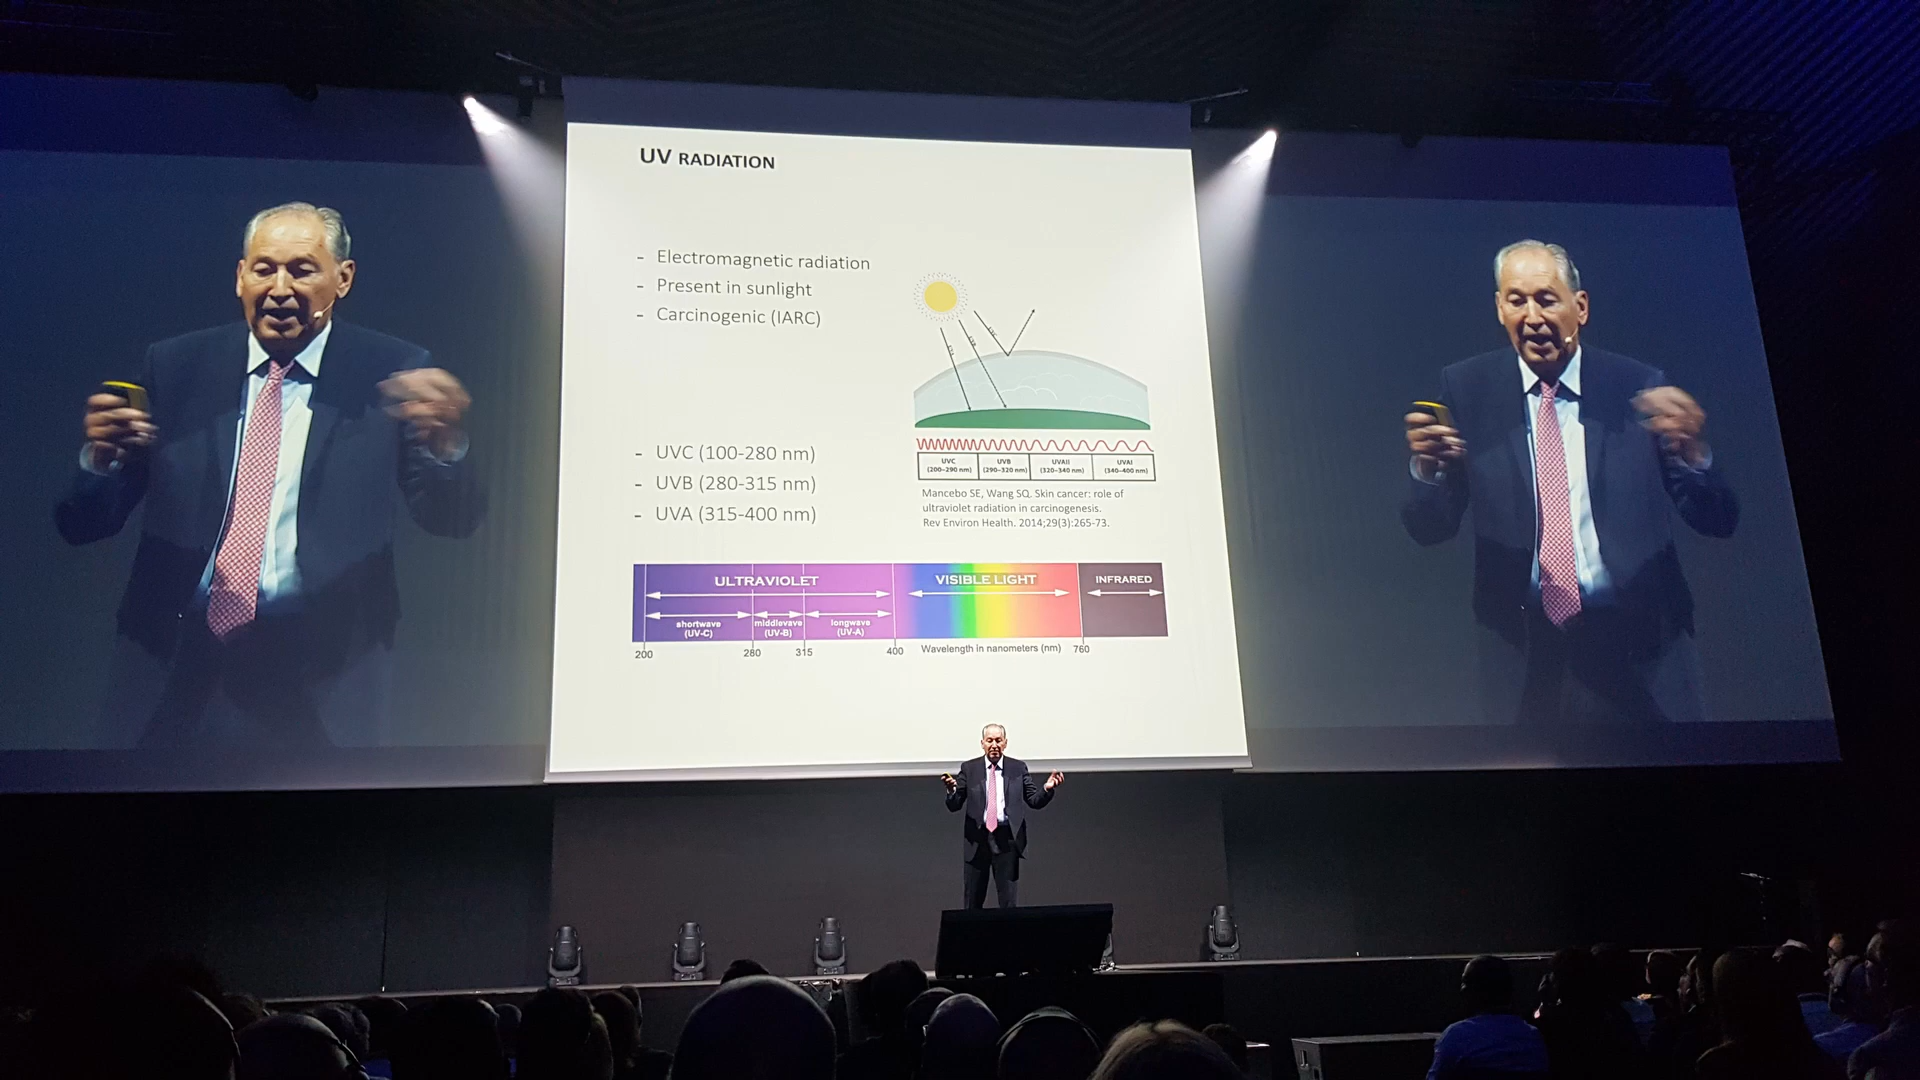 UV RADIATION
- Electromagnetic radiation
- Present in sunlight
- Carcinogenic (IARC)
- UVC (100-280 nm)
- UVB (280-315 nm)
- UVA (315-400 nm)
UVC UVB UVAII UVAI
(200–290 nm) (290–320 nm) (320–340 nm) (340–400 nm)
Mancebo SE, Wang SQ. Skin cancer: role of
ultraviolet radiation in carcinogenesis.
Rev Environ Health. 2014;29(3):265-73.
ULTRAVIOLET VISIBLE LIGHT INFRARED
shortwave middlewave longwave
(UV-C) (UV-B) (UV-A)
200 280 315 400 Wavelength in nanometers (nm) 760